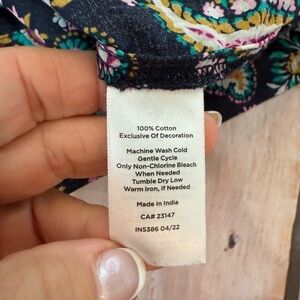 100% Cotton
Exclusive Of Decoration
Machine Wash Cold
Gentle Cycle
Only Non-Chlorine Bleach
When Needed
Tumble Dry Low
Warm Iron, If Needed
Made In India
CA# 23147
IN5386 04/22